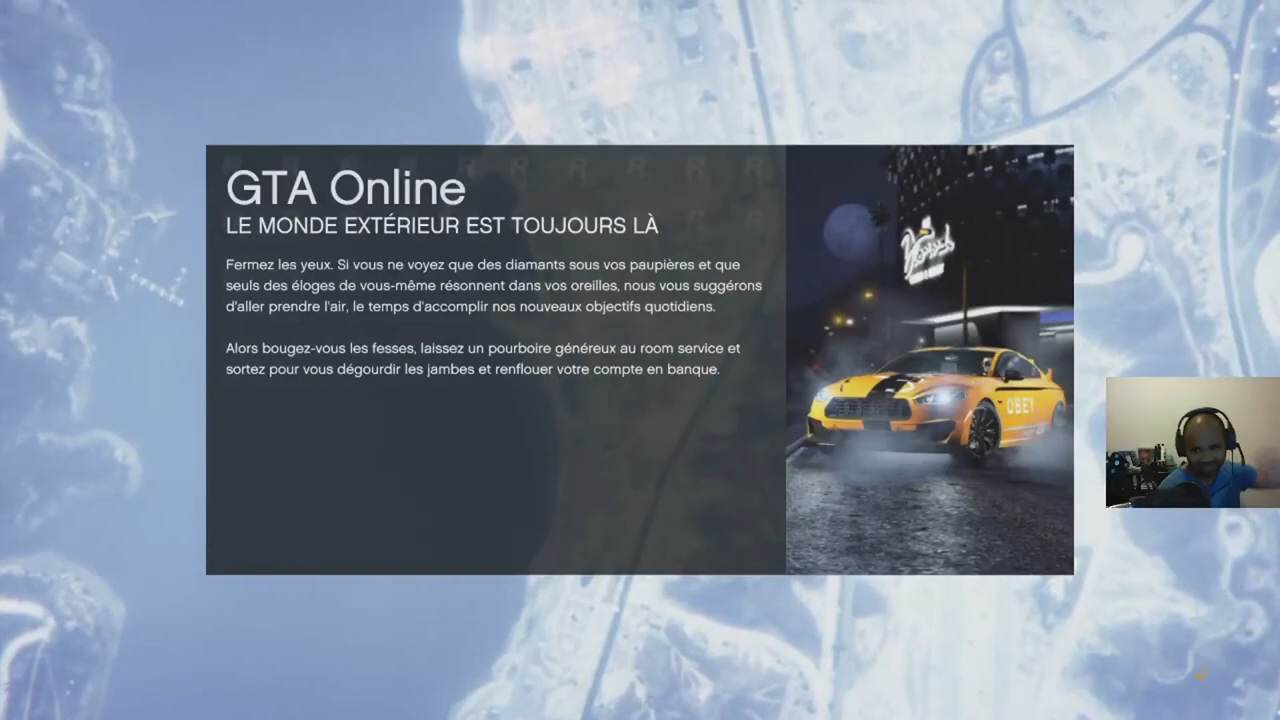 GTA Online
LE MONDE EXTÉRIEUR EST TOUJOURS LÀ
Fermez les yeux. Si vous ne voyez que des diamants sous vos paupières et que
seuls des éloges de vous-même résonnent dans vos oreilles, nous vous suggérons
d'aller prendre l'air, le temps d'accomplir nos nouveaux objectifs quotidiens.
Alors bougez-vous les fesses, laissez un pourboire généreux au room service et
sortez pour vous dégourdir les jambes et renflouer votre compte en banque.
OBEY